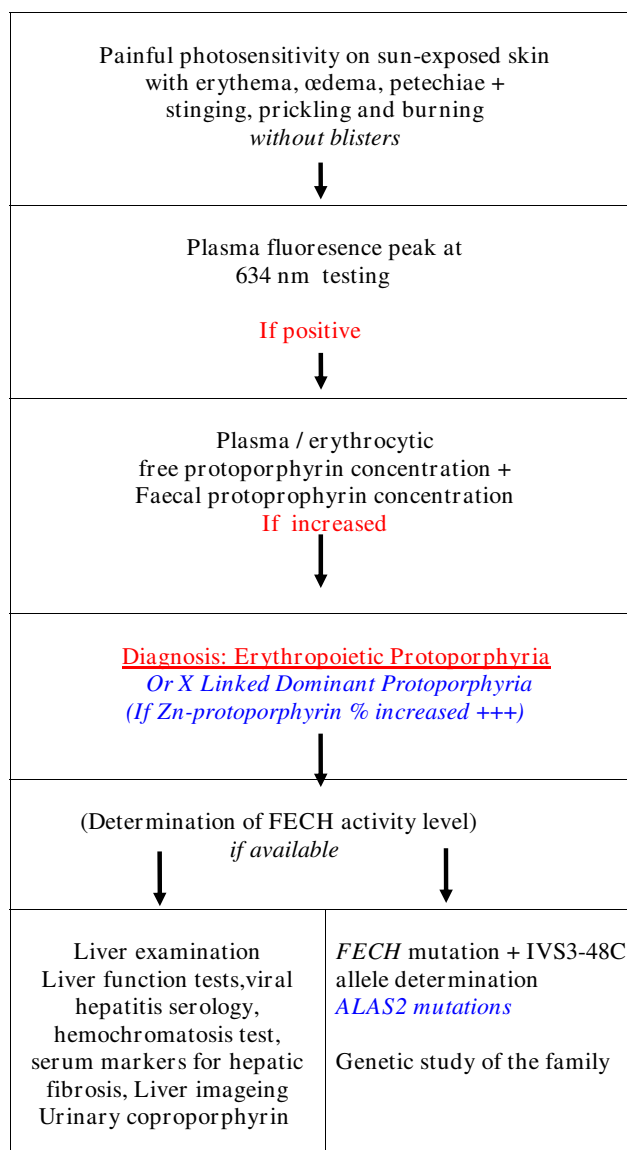 Painful photosensitivity on sun-exposed skin
with erythema, œdema, petechiae +
stinging, prickling and burning
without blisters
Plasma fluoresence peak at
634 nm testing
If positive
Plasma / erythrocytic
free protoporphyrin concentration +
Faecal protoprophyrin concentration
If increased
Diagnosis: Erythropoietic Protoporphyria
Or X Linked Dominant Protoporphyria
(If Zn-protoporphyrin % increased +++)
(Determination of FECH activity level)
if available
Liver examination
Liver function tests,viral
hepatitis serology,
hemochromatosis test,
serum markers for hepatic
fibrosis, Liver imageing
Urinary coproporphyrin
FECH mutation + IVS3-48C
allele determination
ALAS2 mutations
Genetic study of the family